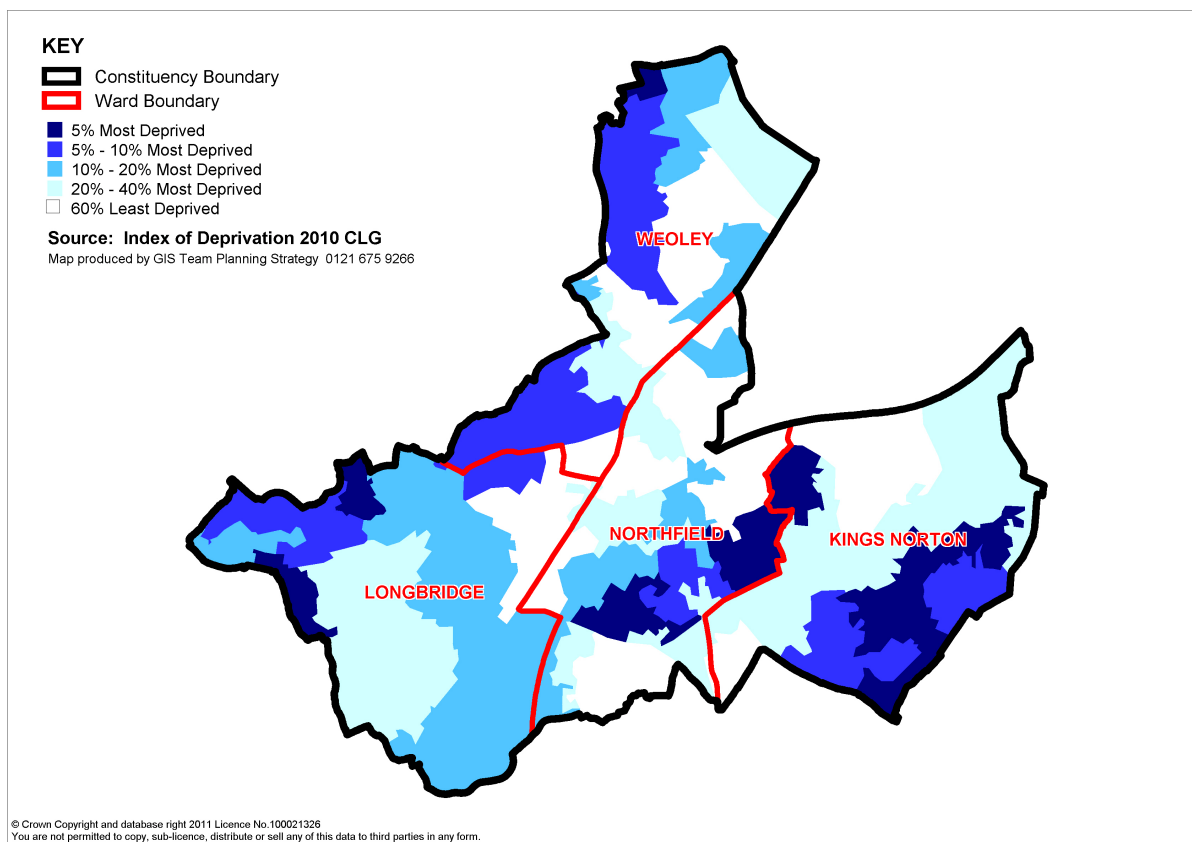 KEY
Constituency Boundary
Ward Boundary
5% Most Deprived
5% - 10% Most Deprived
10% - 20% Most Deprived
20% - 40% Most Deprived
60% Least Deprived
Source:  Index of Deprivation 2010 CLG
Map produced by GIS Team Planning Strategy  0121 675 9266
WEOLEY
NORTHFIELD
KINGS NORTON
LONGBRIDGE
© Crown Copyright and database right 2011 Licence No.100021326
You are not permitted to copy, sub-licence, distribute or sell any of this data to third parties in any form.